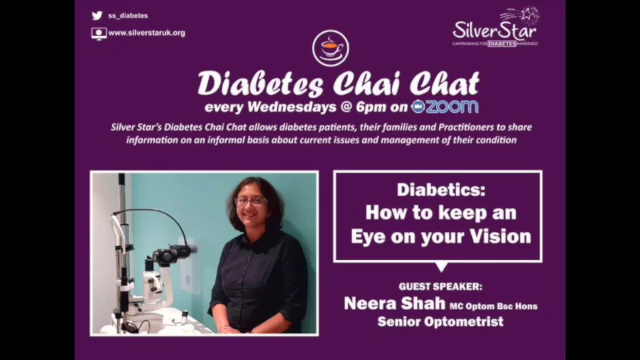 ss_diabetes
www.silverstaruk.org
SilverStar
CAMPAIGNING FOR DIABETES AWARENESS
Diabetes Chai Chat
every Wednesdays @ 6pm on zoom
Silver Star's Diabetes Chai Chat allows diabetes patients, their families and Practitioners to share
information on an informal basis about current issues and management of their condition
Diabetics:
How to keep an
Eye on your Vision
GUEST SPEAKER:
Neera Shah MC Optom Bsc Hons
Senior Optometrist